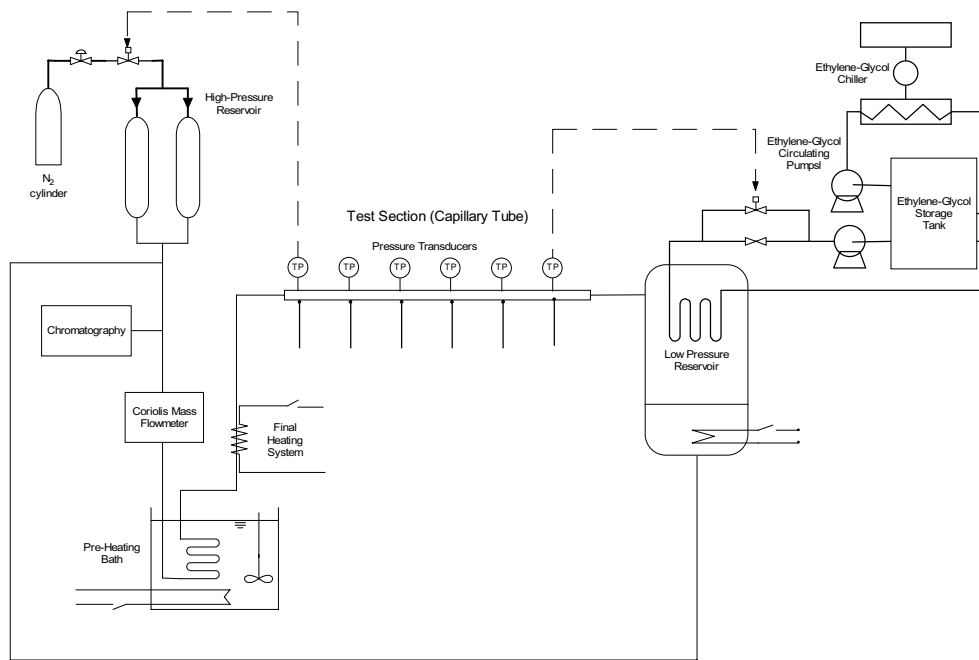 Ethylene-Glycol
Chiller
High-Pressure
Reservoir
N2
cylinder
Ethylene-Glycol
Circulating
Pumpsl
Ethylene-Glycol
Storage
Tank
Test Section (Capillary Tube)
Pressure Transducers
TP TP TP TP TP TP
Chromatography
Low Pressure
Reservoir
Coriolis Mass
Flowmeter
Final
Heating
System
Pre-Heating
Bath